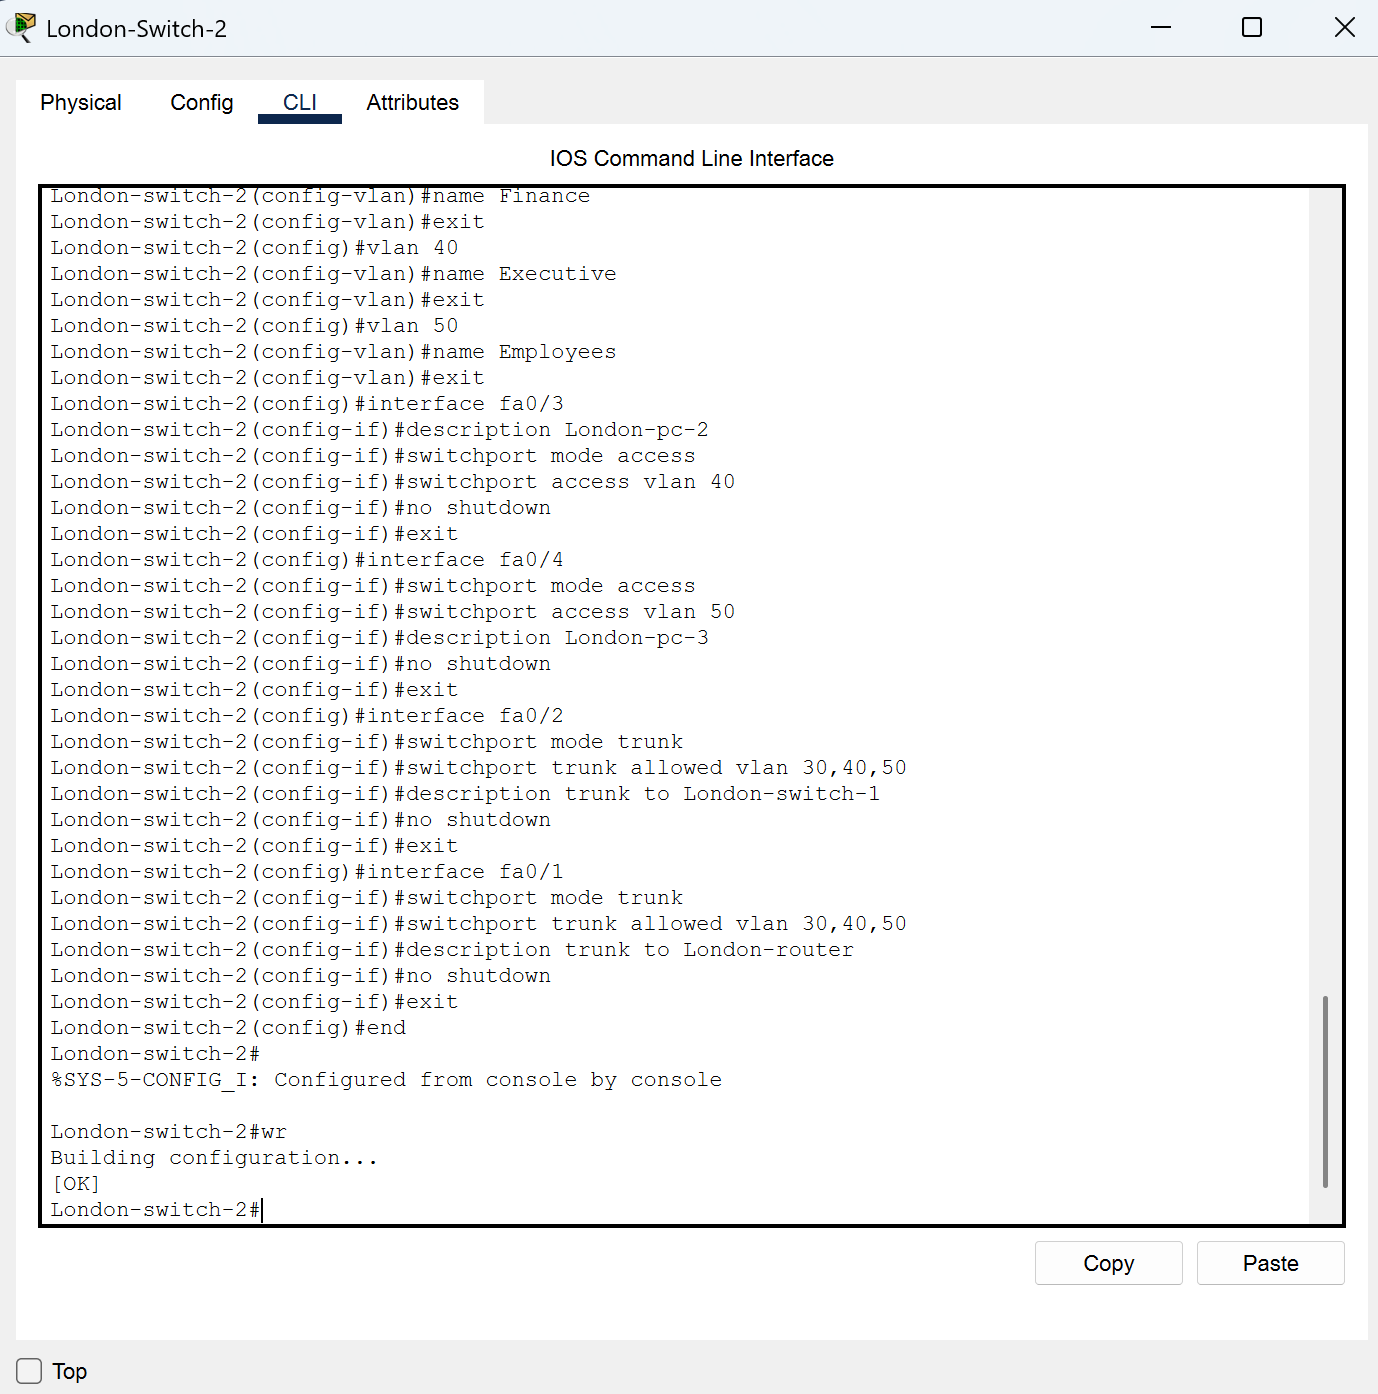 London-Switch-2
Physical Config CLI Attributes
IOS Command Line Interface
London-switch-2(config-vlan)#name Finance
London-switch-2(config-vlan)#exit
London-switch-2(config)#vlan 40
London-switch-2(config-vlan)#name Executive
London-switch-2(config-vlan)#exit
London-switch-2(config)#vlan 50
London-switch-2(config-vlan)#name Employees
London-switch-2(config-vlan)#exit
London-switch-2(config)#interface fa0/3
London-switch-2(config-if)#description London-pc-2
London-switch-2(config-if)#switchport mode access
London-switch-2(config-if)#switchport access vlan 40
London-switch-2(config-if)#no shutdown
London-switch-2(config-if)#exit
London-switch-2(config)#interface fa0/4
London-switch-2(config-if)#switchport mode access
London-switch-2(config-if)#switchport access vlan 50
London-switch-2(config-if)#description London-pc-3
London-switch-2(config-if)#no shutdown
London-switch-2(config-if)#exit
London-switch-2(config)#interface fa0/2
London-switch-2(config-if)#switchport mode trunk
London-switch-2(config-if)#switchport trunk allowed vlan 30,40,50
London-switch-2(config-if)#description trunk to London-switch-1
London-switch-2(config-if)#no shutdown
London-switch-2(config-if)#exit
London-switch-2(config)#interface fa0/1
London-switch-2(config-if)#switchport mode trunk
London-switch-2(config-if)#switchport trunk allowed vlan 30,40,50
London-switch-2(config-if)#description trunk to London-router
London-switch-2(config-if)#no shutdown
London-switch-2(config-if)#exit
London-switch-2(config)#end
London-switch-2#
%SYS-5-CONFIG_I: Configured from console by console
London-switch-2#wr
Building configuration...
[OK]
London-switch-2#
Copy Paste
Top